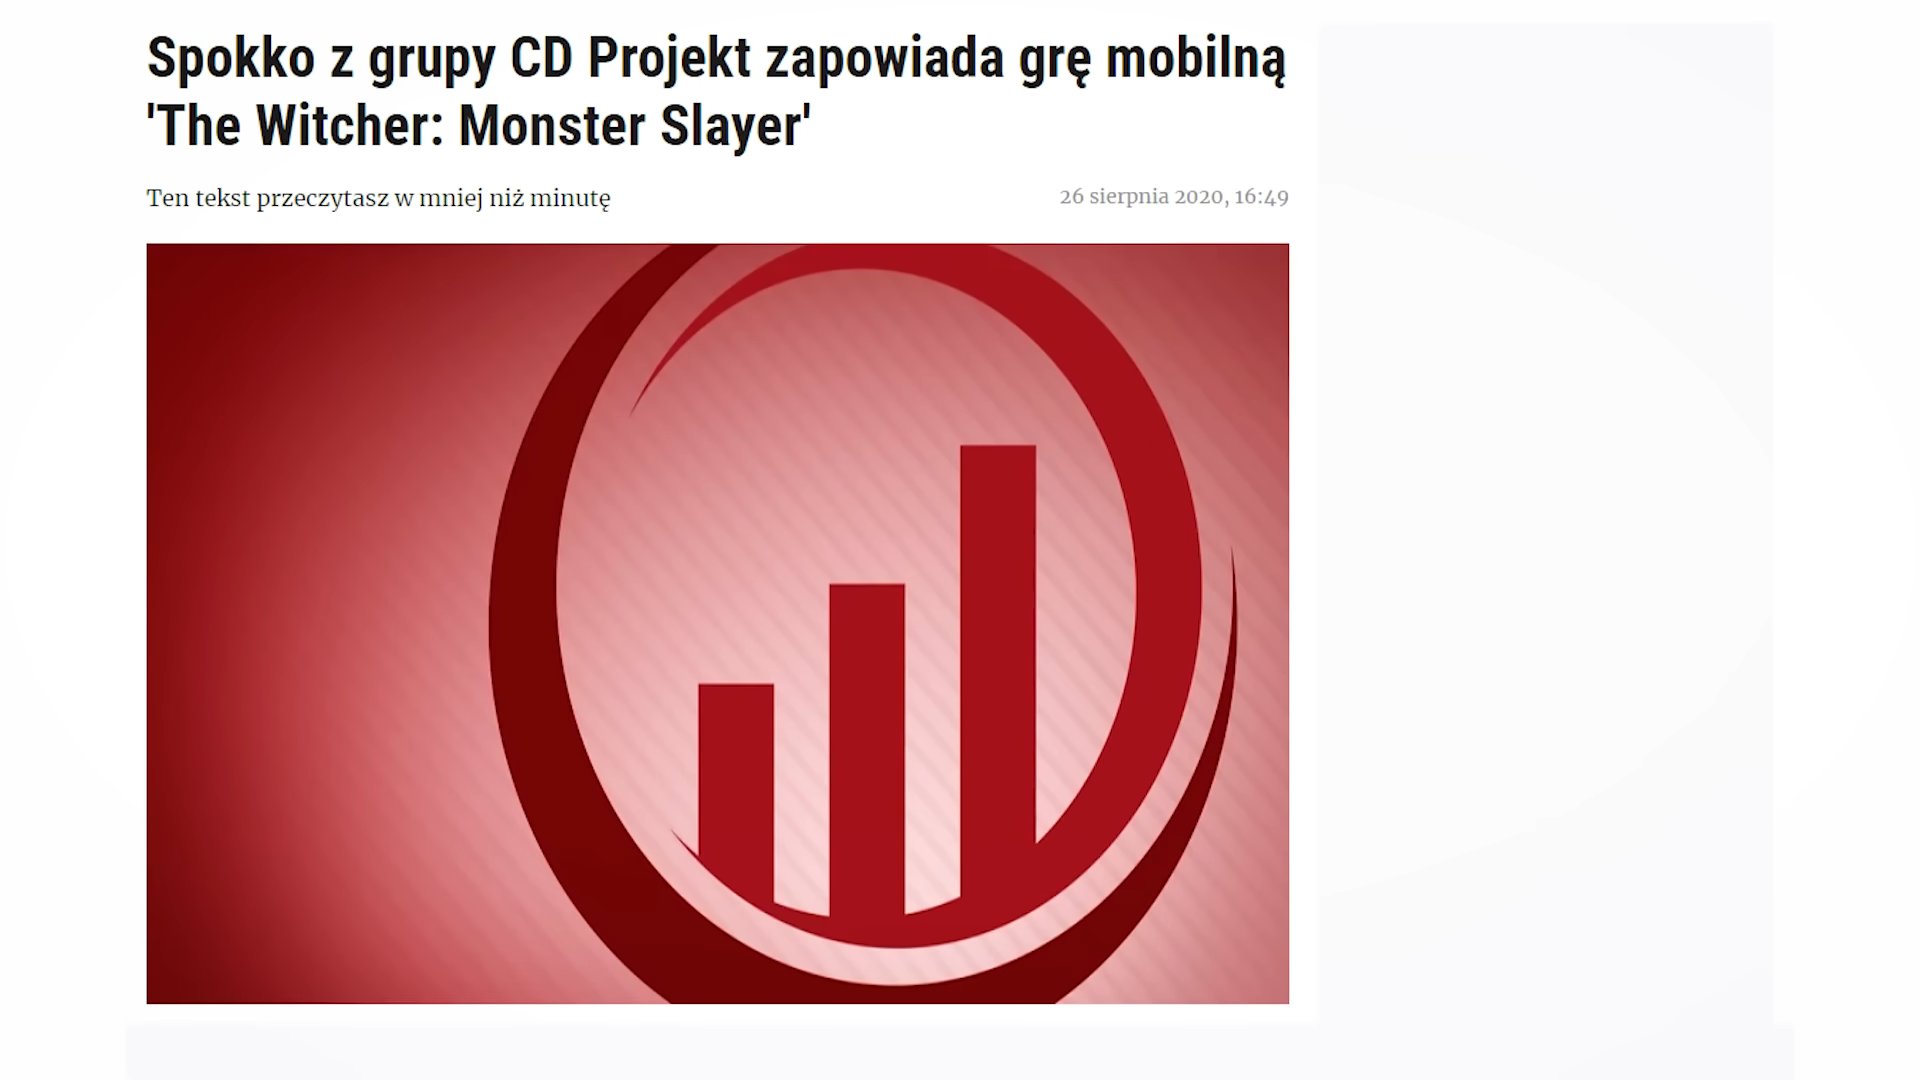 Spokko z grupy CD Projekt zapowiada grę mobilną
'The Witcher: Monster Slayer'
Ten tekst przeczytasz w mniej niż minutę
26 sierpnia 2020, 16:49